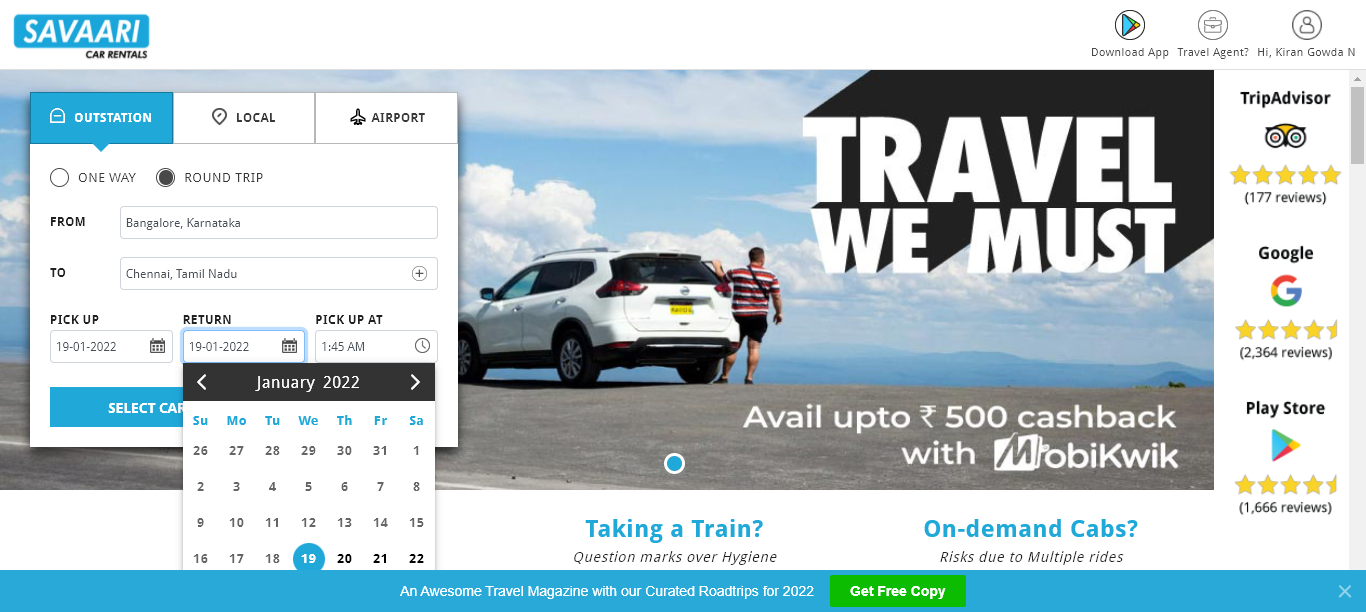 SAVAARI
CAR RENTALS
Download App
Travel Agent?
Hi, Kiran Gowda N
OUTSTATION
LOCAL
AIRPORT
ONE WAY
ROUND TRIP
FROM
Bangalore, Karnataka
TO
Chennai, Tamil Nadu
PICK UP
RETURN
PICK UP AT
19-01-2022
19-01-2022
1:45 AM
SELECT CAR
January 2022
Su Mo Tu We Th Fr Sa
26 27 28 29 30 31 1
2 3 4 5 6 7 8
9 10 11 12 13 14 15
16 17 18 19 20 21 22
TRAVEL
WE MUST
Avail upto ₹ 500 cashback
with MobiKwik
TripAdvisor
(177 reviews)
Google
(2,364 reviews)
Play Store
(1,666 reviews)
Taking a Train?
Question marks over Hygiene
On-demand Cabs?
Risks due to Multiple rides
An Awesome Travel Magazine with our Curated Roadtrips for 2022
Get Free Copy